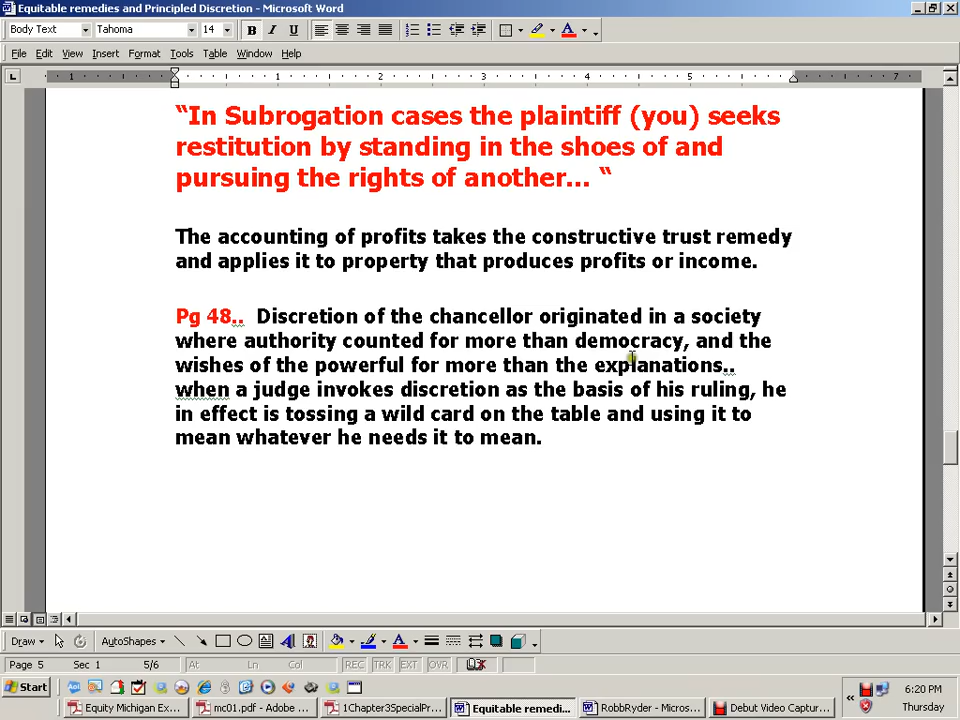 Equitable remedies and Principled Discretion - Microsoft Word
Body Text Tahoma 14 B I U A
File Edit View Insert Format Tools Table Window Help
1 1 2 3 4 5 7
“In Subrogation cases the plaintiff (you) seeks
restitution by standing in the shoes of and
pursuing the rights of another... “
The accounting of profits takes the constructive trust remedy
and applies it to property that produces profits or income.
Pg 48.. Discretion of the chancellor originated in a society
where authority counted for more than democracy, and the
wishes of the powerful for more than the explanations..
when a judge invokes discretion as the basis of his ruling, he
in effect is tossing a wild card on the table and using it to
mean whatever he needs it to mean.
Draw AutoShapes A A
Page 5 Sec 1 5/6 At Ln Col REC TRK EXT OVR
Start 6:20 PM
Equity Michigan Ex... mc01.pdf - Adobe ... 1Chapter3SpecialPr... Equitable remedi... RobbRyder - Micros... Debut Video Captur... Thursday